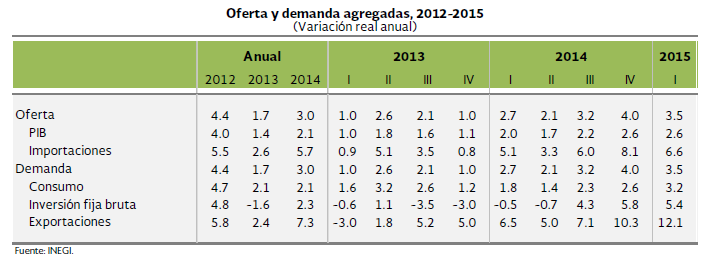 Oferta y demanda agregadas, 2012-2015
(Variación real anual)
Anual 2013 2014 2015
2012 2013 2014 I II III IV I II III IV I
Oferta 4.4 1.7 3.0 1.0 2.6 2.1 1.0 2.7 2.1 3.2 4.0 3.5
PIB 4.0 1.4 2.1 1.0 1.8 1.6 1.1 2.0 1.7 2.2 2.6 2.6
Importaciones 5.5 2.6 5.7 0.9 5.1 3.5 0.8 5.1 3.3 6.0 8.1 6.6
Demanda 4.4 1.7 3.0 1.0 2.6 2.1 1.0 2.7 2.1 3.2 4.0 3.5
Consumo 4.7 2.1 2.1 1.6 3.2 2.6 1.2 1.8 1.4 2.3 2.6 3.2
Inversión fija bruta 4.8 -1.6 2.3 -0.6 1.1 -3.5 -3.0 -0.5 -0.7 4.3 5.8 5.4
Exportaciones 5.8 2.4 7.3 -3.0 1.8 5.2 5.0 6.5 5.0 7.1 10.3 12.1
Fuente: INEGI.